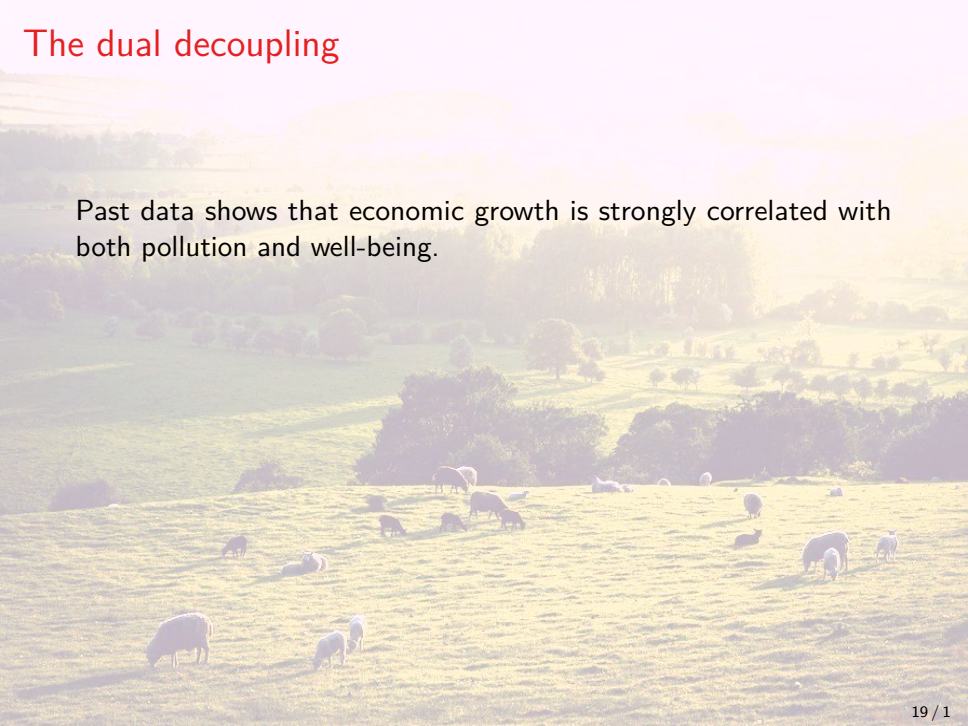 The dual decoupling
Past data shows that economic growth is strongly correlated with
both pollution and well-being.
19 / 1